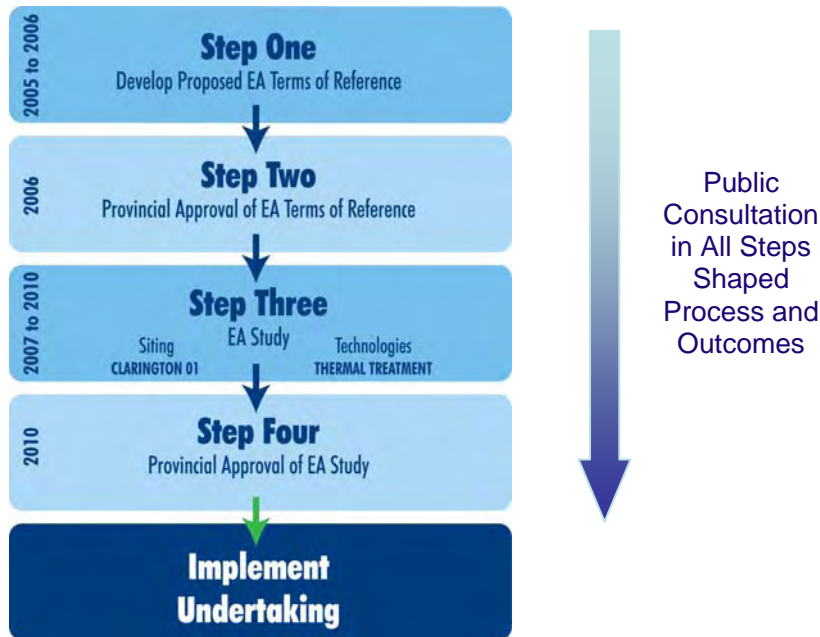 2005 to 2006
Step One
Develop Proposed EA Terms of Reference
2006
Step Two
Provincial Approval of EA Terms of Reference
2007 to 2010
Step Three
EA Study
Siting
CLARINGTON 01
Technologies
THERMAL TREATMENT
2010
Step Four
Provincial Approval of EA Study
Implement
Undertaking
Public
Consultation
in All Steps
Shaped
Process and
Outcomes